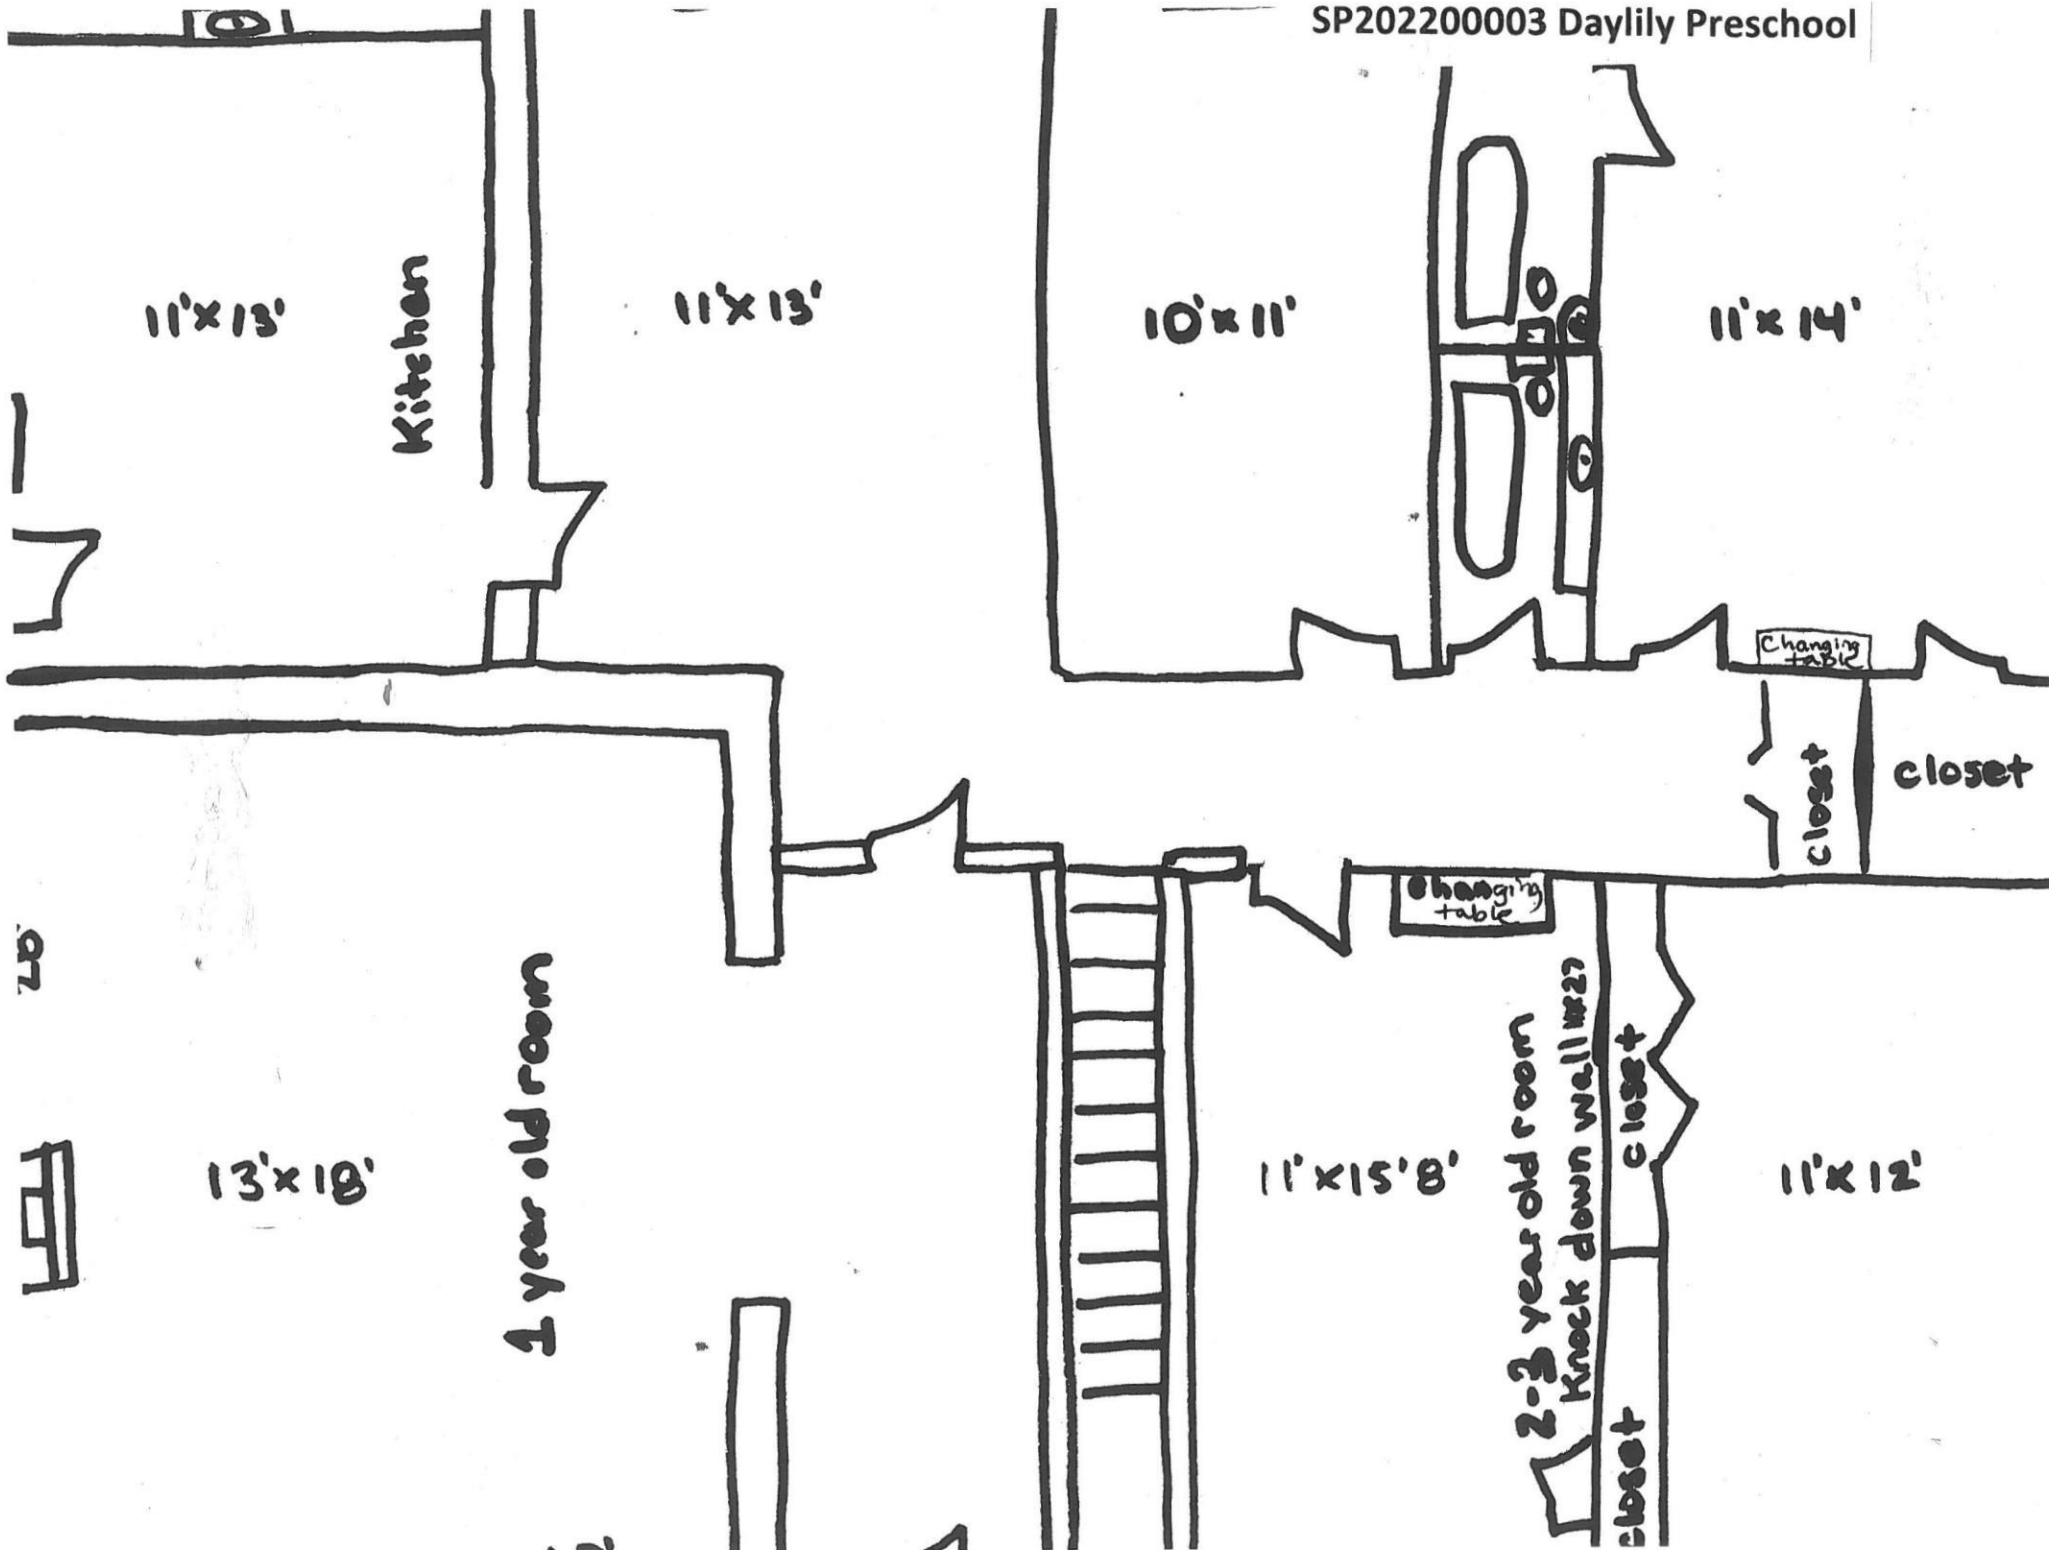 SP202200003 Daylily Preschool
11'x13'
Kitchen
11'x13'
10'x11'
11'x14'
Changing
table
closet
closet
Changing
table
13'x18'
1 year old room
11'x15'8'
2-3 year old room
Knock down wall
closet
11'x12'
closet